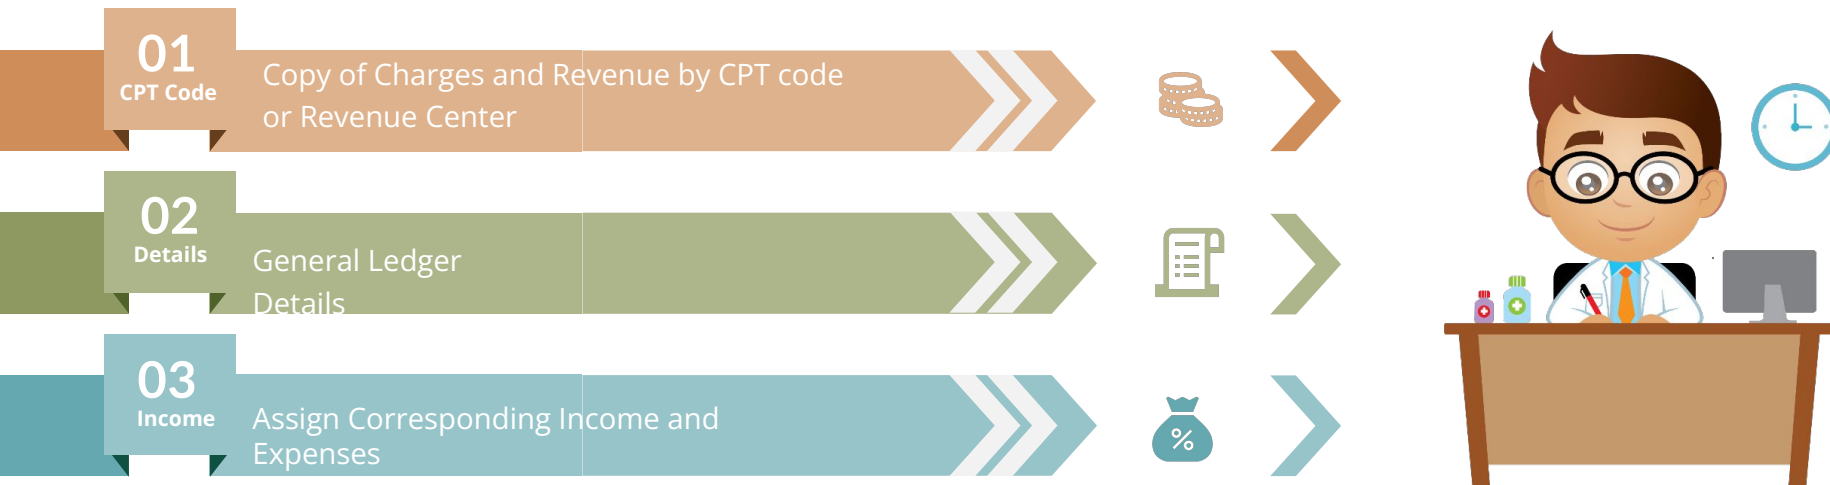 01
CPT Code
Copy of Charges and Revenue by CPT code
or Revenue Center
02
Details
General Ledger
Details
03
Income
Assign Corresponding Income and
Expenses
%